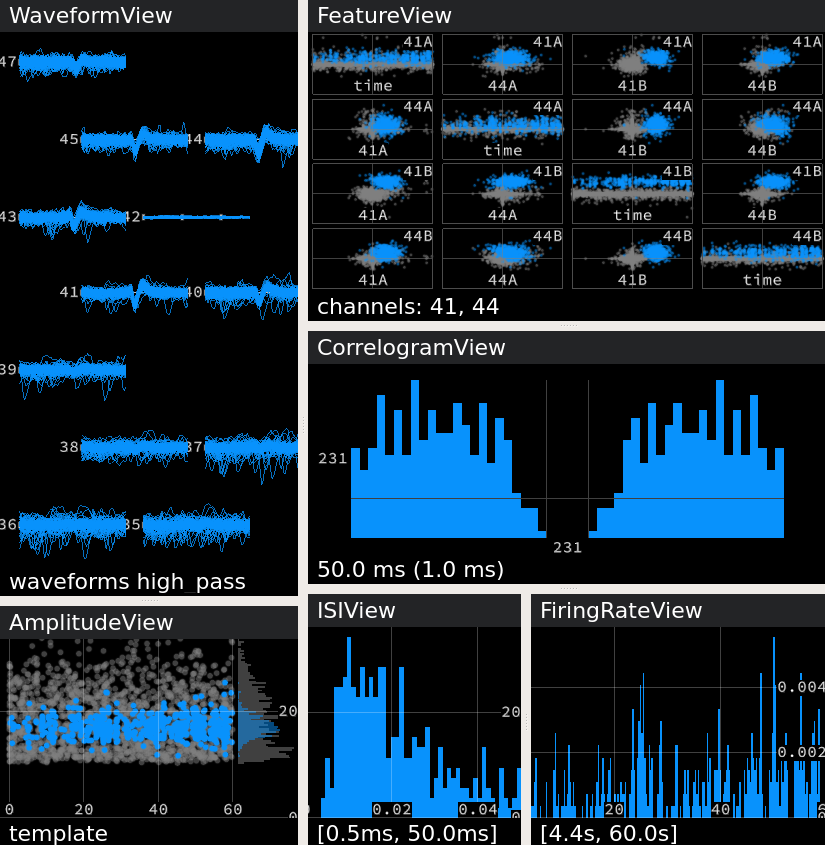 WaveformView
47
45 44
43 42
41 40
39
38 37
36 35
waveforms high_pass
FeatureView
41A 41A 41A 41A
time 44A 41B 44B
44A 44A 44A 44A
41A time 41B 44B
41B 41B 41B 41B
41A 44A time 44B
44B 44B 44B 44B
41A 44A 41B time
channels: 41, 44
CorrelogramView
231
231
50.0 ms (1.0 ms)
AmplitudeView
20
0 20 40 60 0
template
ISIView
20
0.02 0.04 0
[0.5ms, 50.0ms]
FiringRateView
0.004
0.002
20 40
[4.4s, 60.0s]